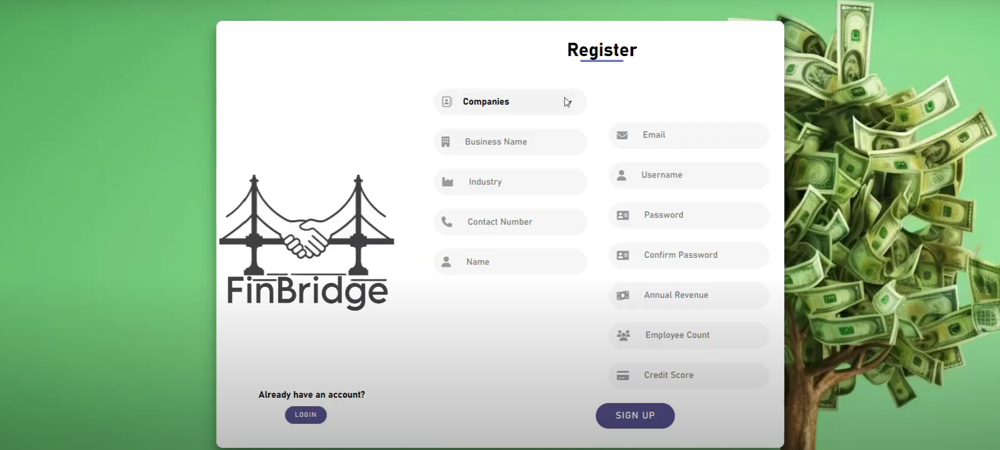 Register
Companies
Business Name
Industry
Contact Number
Name
Email
Username
Password
Confirm Password
Annual Revenue
Employee Count
Credit Score
FinBridge
Already have an account?
LOGIN
SIGN UP